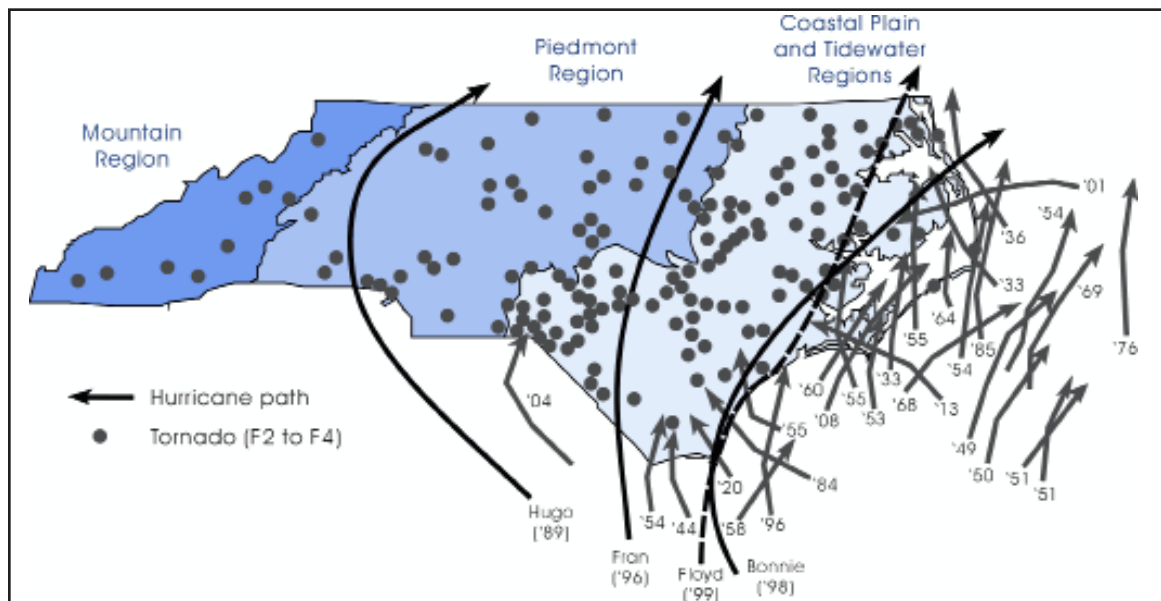 Coastal Plain
and Tidewater
Regions
Piedmont
Region
Mountain
Region
Hurricane path
Tornado (F2 to F4)
Hugo
('89)
Fran
('96)
Floyd
('99)
Bonnie
('98)
'04
'54
'44
'20
'58
'96
'84
'55
'60
'08
'55
'53
'33
'68
'55
'13
'64
'54
'85
'33
'36
'01
'54
'69
'76
'49
'50
'51
'51